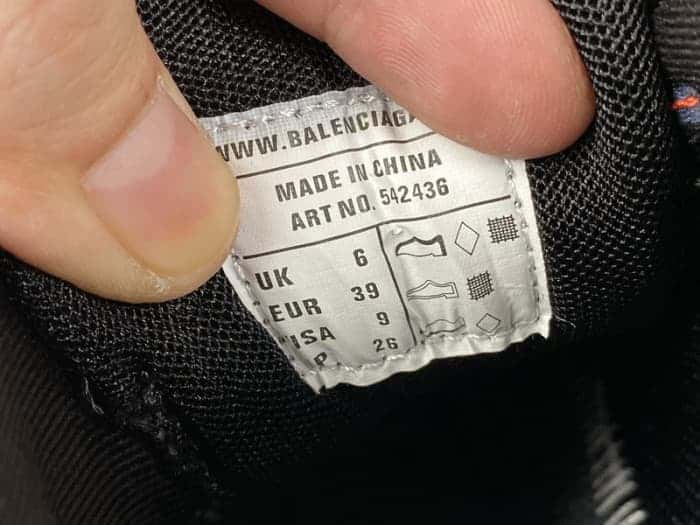 WWW.BALENCIAGA
MADE IN CHINA
ART NO. 542436
UK 6
EUR 39
USA 9
26